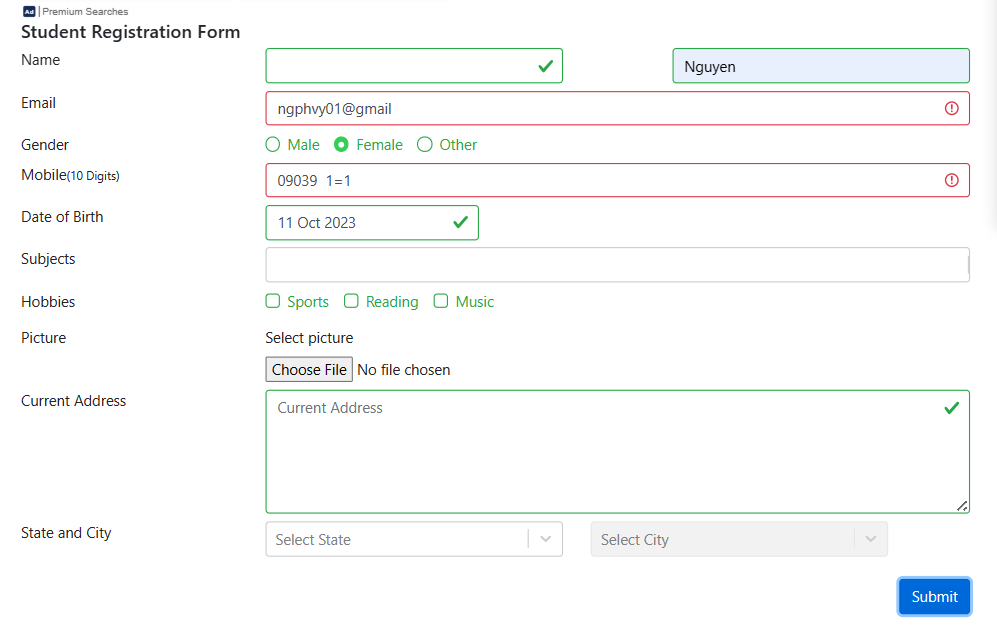 Ad | Premium Searches
Student Registration Form
Name Nguyen
Email ngphvy01@gmail
Gender Male Female Other
Mobile(10 Digits) 09039  1=1
Date of Birth 11 Oct 2023
Subjects
Hobbies Sports Reading Music
Picture Select picture
Choose File No file chosen
Current Address Current Address
State and City Select State Select City
Submit